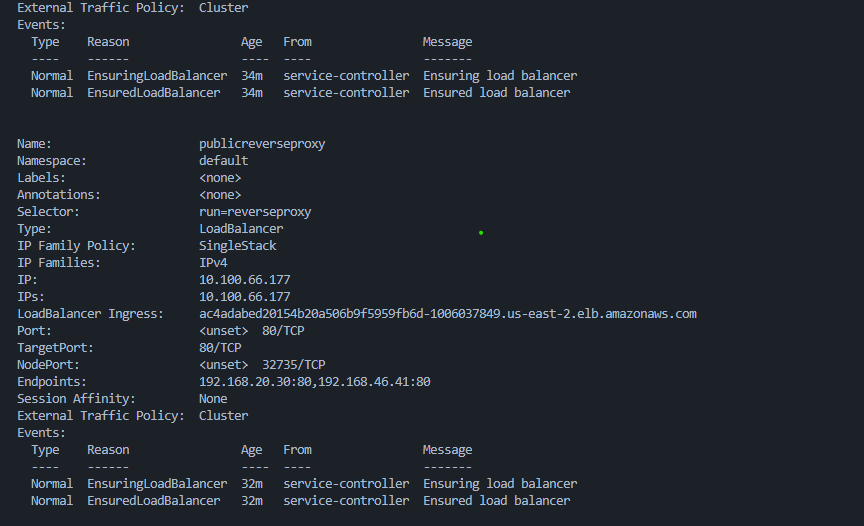 External Traffic Policy:  Cluster
Events:
  Type    Reason                Age   From                Message
  ----    ------                ----  ----                -------
  Normal  EnsuringLoadBalancer  34m   service-controller  Ensuring load balancer
  Normal  EnsuredLoadBalancer   34m   service-controller  Ensured load balancer
Name:                     publicreverseproxy
Namespace:                default
Labels:                   <none>
Annotations:              <none>
Selector:                 run=reverseproxy
Type:                     LoadBalancer
IP Family Policy:         SingleStack
IP Families:              IPv4
IP:                       10.100.66.177
IPs:                      10.100.66.177
LoadBalancer Ingress:     ac4adabed20154b20a506b9f5959fb6d-1006037849.us-east-2.elb.amazonaws.com
Port:                     <unset>  80/TCP
TargetPort:               80/TCP
NodePort:                 <unset>  32735/TCP
Endpoints:                192.168.20.30:80,192.168.46.41:80
Session Affinity:         None
External Traffic Policy:  Cluster
Events:
  Type    Reason                Age   From                Message
  ----    ------                ----  ----                -------
  Normal  EnsuringLoadBalancer  32m   service-controller  Ensuring load balancer
  Normal  EnsuredLoadBalancer   32m   service-controller  Ensured load balancer